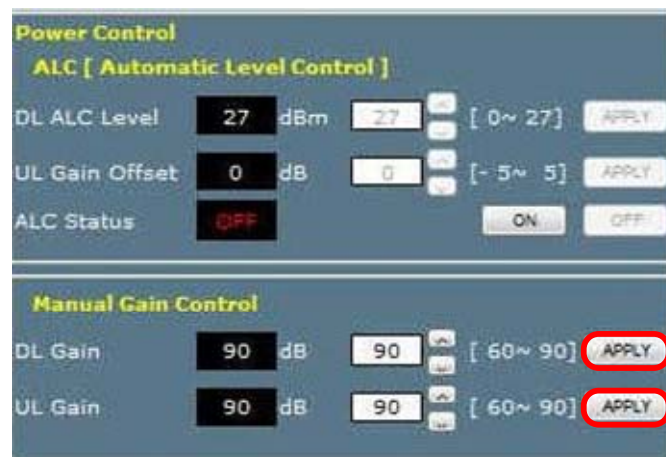 Power Control
ALC [ Automatic Level Control ]
DL ALC Level 27 dBm 27 [ 0~ 27] APPLY
UL Gain Offset 0 dB 0 [- 5~ 5] APPLY
ALC Status OFF ON OFF
Manual Gain Control
DL Gain 90 dB 90 [ 60~ 90] APPLY
UL Gain 90 dB 90 [ 60~ 90] APPLY